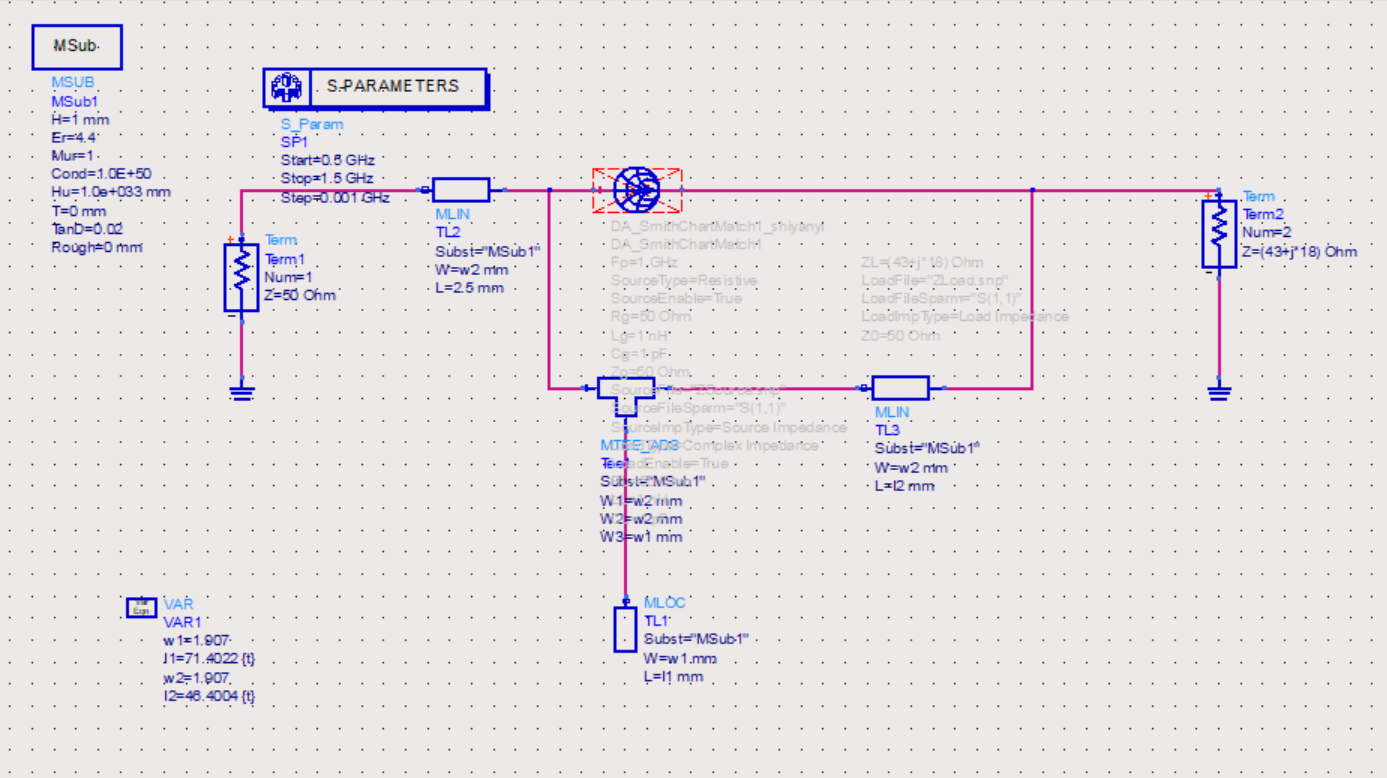 MSub
MSUB
MSub1
H=1 mm
Er=4.4
Mur=1
Cond=1.0E+50
Hu=1.0e+033 mm
T=0 mm
TanD=0.02
Rough=0 mm
S-PARAMETERS
S_Param
SP1
Start=0.5 GHz
Stop=1.5 GHz
Step=0.001 GHz
Term
Term1
Num=1
Z=50 Ohm
MLIN
TL2
Subst="MSub1"
W=w2 mm
L=2.5 mm
DA_SmithChartMatch1_shiyanyi
DA_SmithChartMatch1
Fp=1 GHz
SourceType=Resistive
SourceEnable=True
Rg=50 Ohm
Lg=1 nH
Cg=1 pF
Zg=50 Ohm
SourceFile="ZSource.snp"
SourceFileSparm="S(1,1)"
SourceImpType=Source Impedance
Complex Impedance
LoadEnable=True
ZL=(43+j*18) Ohm
LoadFile="ZLoad.snp"
LoadFileSparm="S(1,1)"
LoadImpType=Load Impedance
Z0=50 Ohm
Term
Term2
Num=2
Z=(43+j*18) Ohm
MTEE_ADS
Tee1
Subst="MSub1"
W1=w2 mm
W2=w2 mm
W3=w1 mm
MLIN
TL3
Subst="MSub1"
W=w2 mm
L=l2 mm
Var
Eqn
VAR
VAR1
w1=1.907
l1=71.4022 {t}
w2=1.907
l2=46.4004 {t}
MLOC
TL1
Subst="MSub1"
W=w1 mm
L=l1 mm